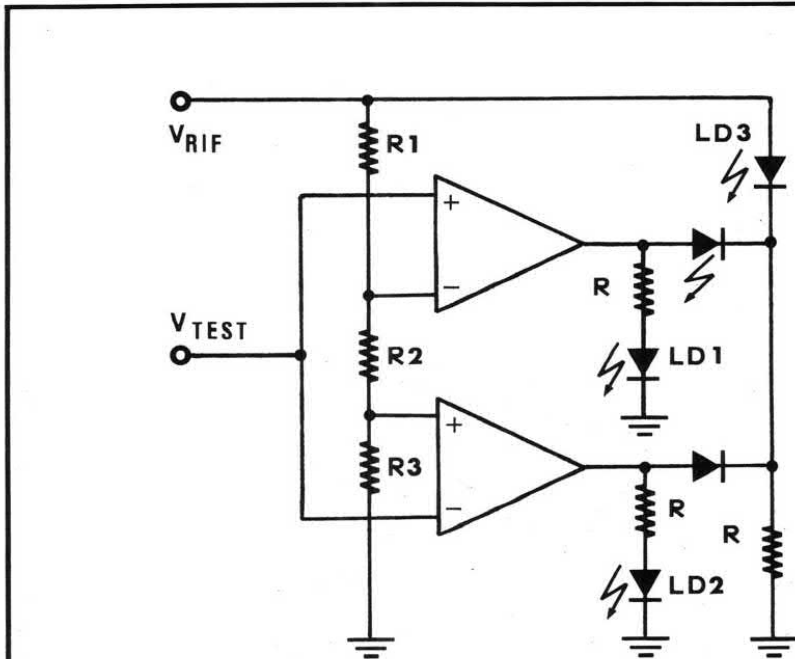 V_RIF
R1
LD3
+
−
R
V_TEST
R2
LD1
+
R3
−
R
R
LD2